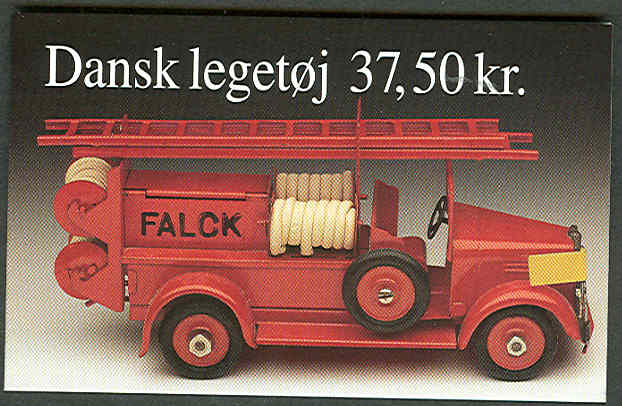 Dansk legetøj 37,50 kr.
FALCK